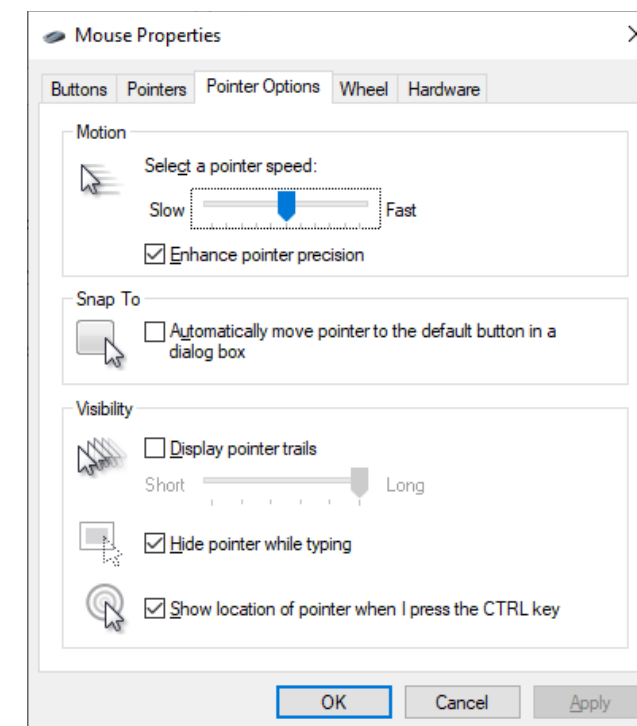 Mouse Properties
Buttons Pointers Pointer Options Wheel Hardware
Motion
Select a pointer speed:
Slow Fast
Enhance pointer precision
Snap To
Automatically move pointer to the default button in a
dialog box
Visibility
Display pointer trails
Short Long
Hide pointer while typing
Show location of pointer when I press the CTRL key
OK Cancel Apply